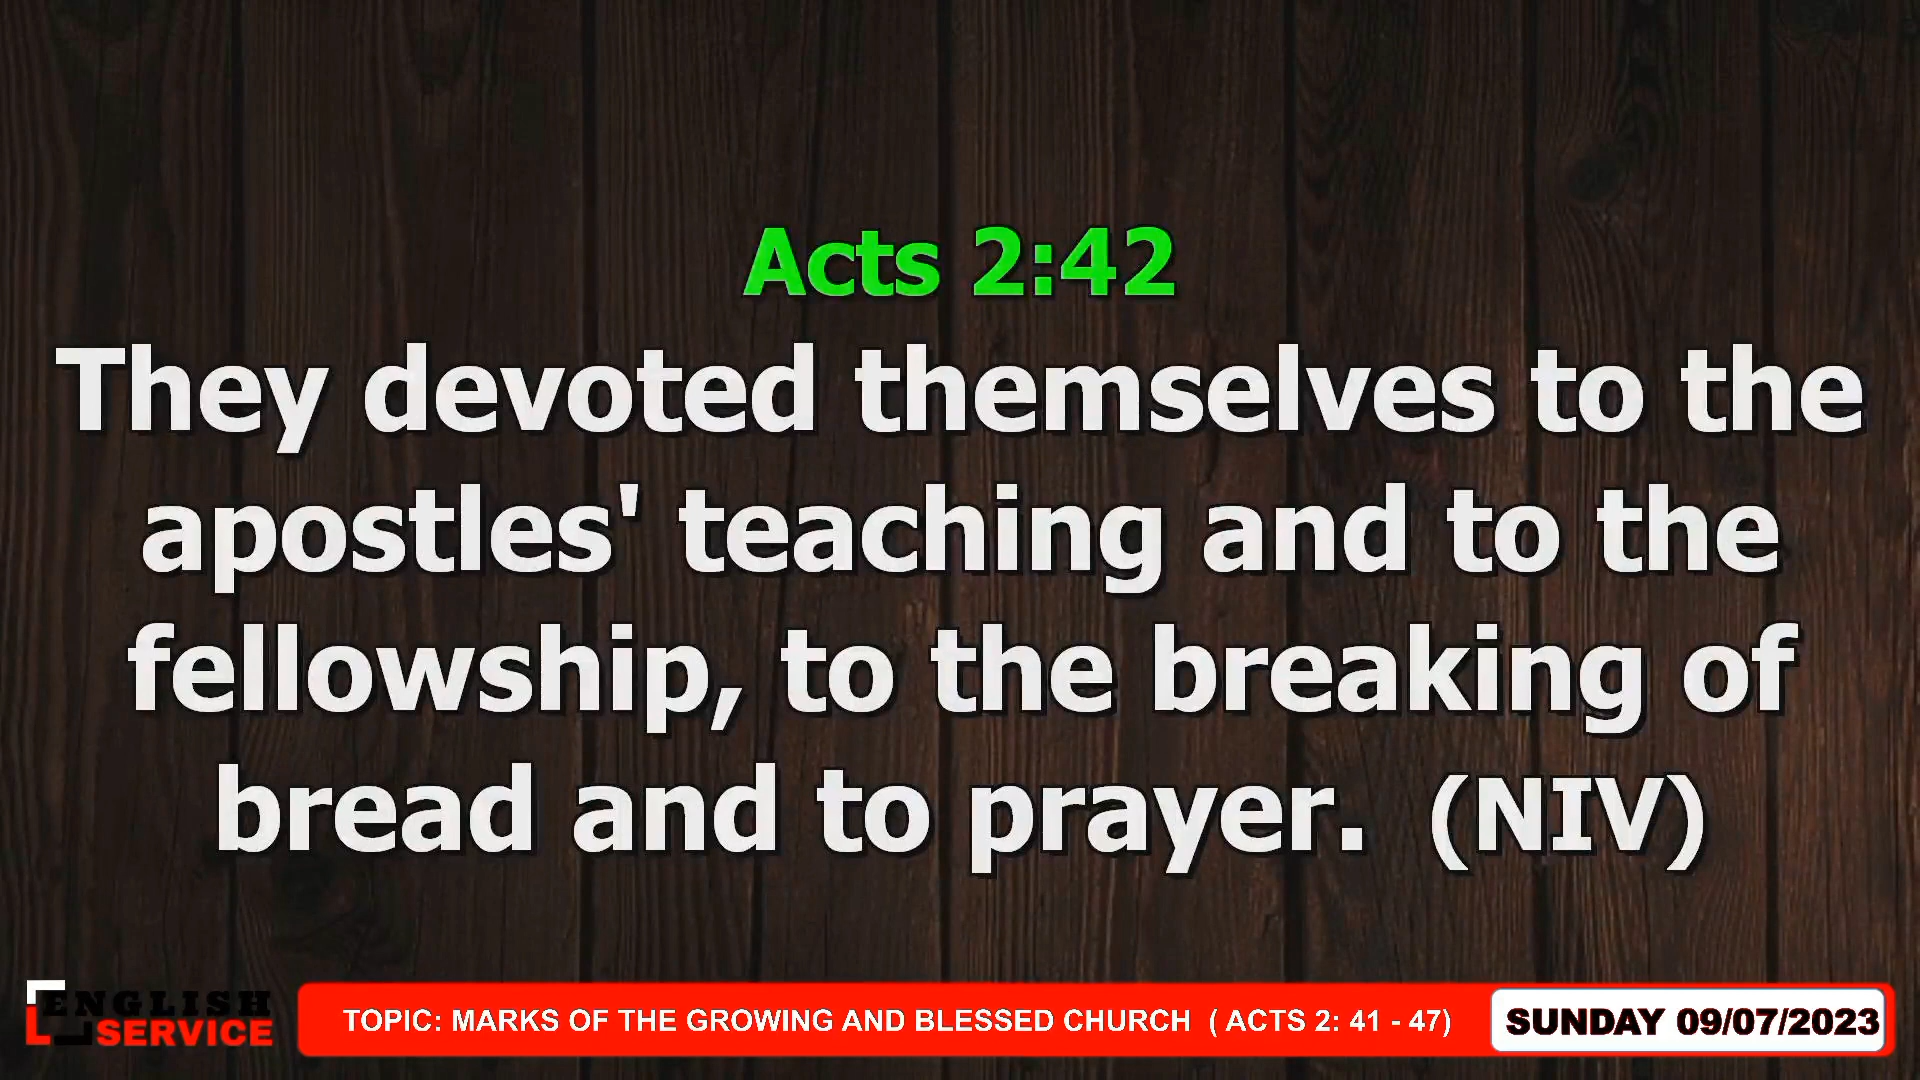 Acts 2:42
They devoted themselves to the
apostles' teaching and to the
fellowship, to the breaking of
bread and to prayer.  (NIV)
ENGLISH
SERVICE
TOPIC: MARKS OF THE GROWING AND BLESSED CHURCH  ( ACTS 2: 41 - 47)
SUNDAY 09/07/2023